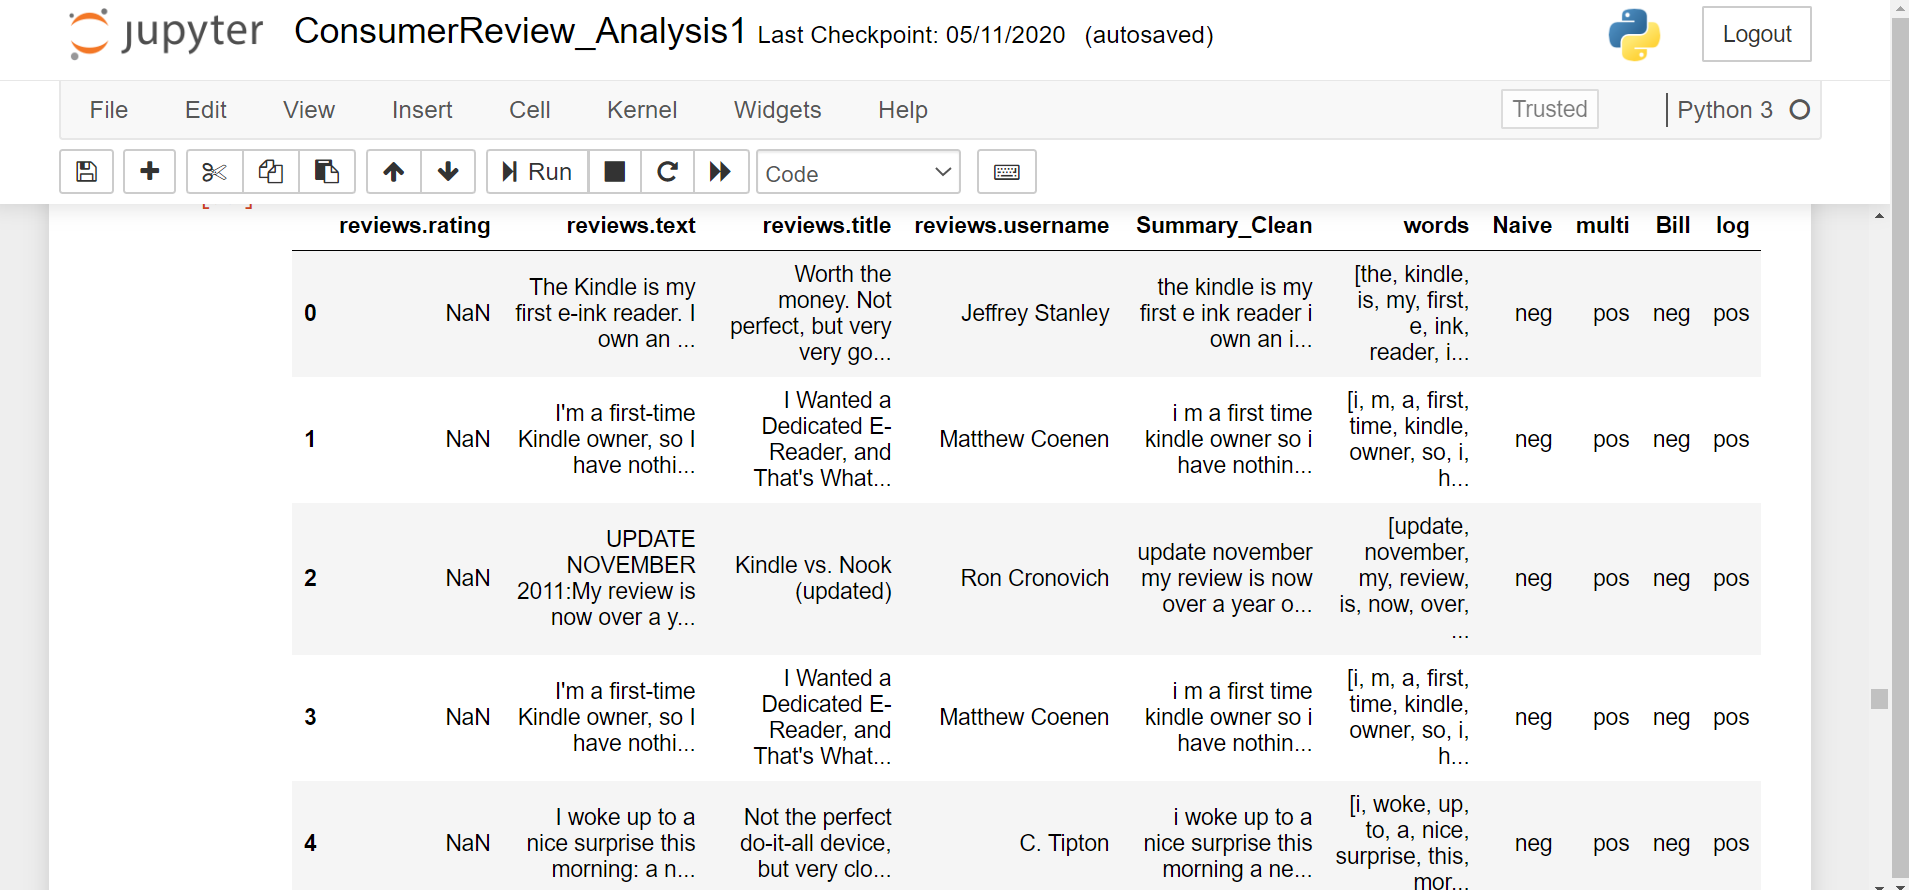 jupyter ConsumerReview_Analysis1 Last Checkpoint: 05/11/2020 (autosaved) Logout
File Edit View Insert Cell Kernel Widgets Help Trusted Python 3
Run Code
reviews.rating reviews.text reviews.title reviews.username Summary_Clean words Naive multi Bill log
0 NaN The Kindle is my
first e-ink reader. I
own an ...
Worth the
money. Not
perfect, but very
very go...
Jeffrey Stanley
the kindle is my
first e ink reader i
own an i...
[the, kindle,
is, my, first,
e, ink,
reader, i...
neg pos neg pos
1 NaN I'm a first-time
Kindle owner, so I
have nothi...
I Wanted a
Dedicated E-
Reader, and
That's What...
Matthew Coenen
i m a first time
kindle owner so i
have nothin...
[i, m, a, first,
time, kindle,
owner, so, i,
h...
neg pos neg pos
2 NaN UPDATE
NOVEMBER
2011:My review is
now over a y...
Kindle vs. Nook
(updated)
Ron Cronovich
update november
my review is now
over a year o...
[update,
november,
my, review,
is, now, over,
...
neg pos neg pos
3 NaN I'm a first-time
Kindle owner, so I
have nothi...
I Wanted a
Dedicated E-
Reader, and
That's What...
Matthew Coenen
i m a first time
kindle owner so i
have nothin...
[i, m, a, first,
time, kindle,
owner, so, i,
h...
neg pos neg pos
4 NaN I woke up to a
nice surprise this
morning: a n...
Not the perfect
do-it-all device,
but very clo...
C. Tipton
i woke up to a
nice surprise this
morning a ne...
[i, woke, up,
to, a, nice,
surprise, this,
mor...
neg pos neg pos